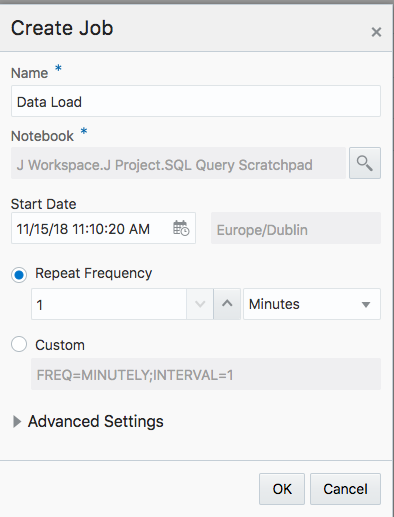 Create Job
×
Name *
Data Load
Notebook *
J Workspace.J Project.SQL Query Scratchpad
Start Date
11/15/18 11:10:20 AM
Europe/Dublin
Repeat Frequency
1
Minutes
Custom
FREQ=MINUTELY;INTERVAL=1
Advanced Settings
OK
Cancel